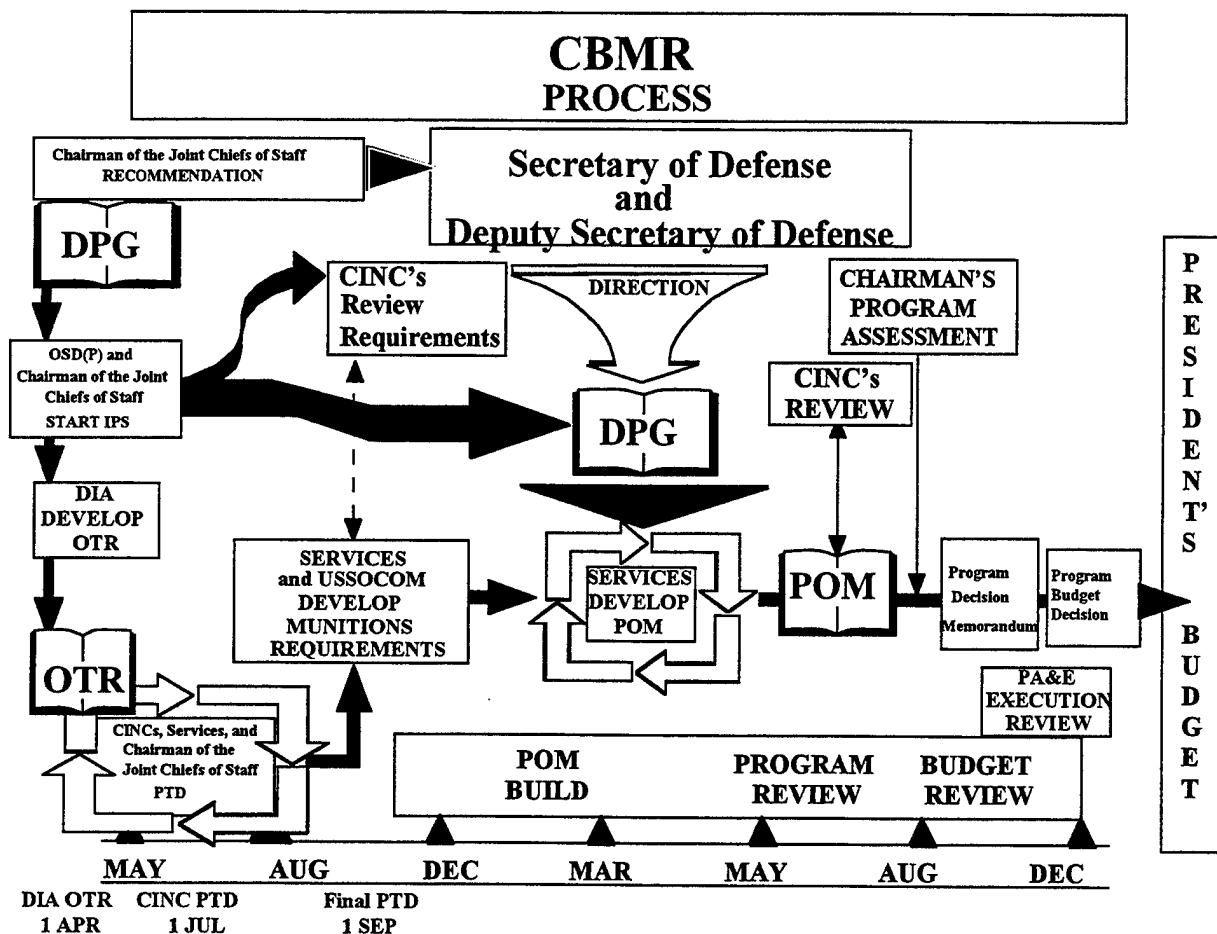 CBMR
PROCESS
Chairman of the Joint Chiefs of Staff
RECOMMENDATION
Secretary of Defense
and
Deputy Secretary of Defense
DPG
CINC's
Review
Requirements
DIRECTION
CHAIRMAN'S
PROGRAM
ASSESSMENT
OSD(P) and
Chairman of the Joint
Chiefs of Staff
START IPS
CINC's
REVIEW
DPG
DIA
DEVELOP
OTR
SERVICES
and USSOCOM
DEVELOP
MUNITIONS
REQUIREMENTS
SERVICES
DEVELOP
POM
POM
Program
Decision
Memorandum
Program
Budget
Decision
PRESIDENT'S BUDGET
OTR
CINCs, Services, and
Chairman of the
Joint Chiefs of Staff
PTD
PA&E
EXECUTION
REVIEW
POM
BUILD
PROGRAM
REVIEW
BUDGET
REVIEW
MAY AUG DEC MAR MAY AUG DEC
DIA OTR CINC PTD Final PTD
1 APR 1 JUL 1 SEP